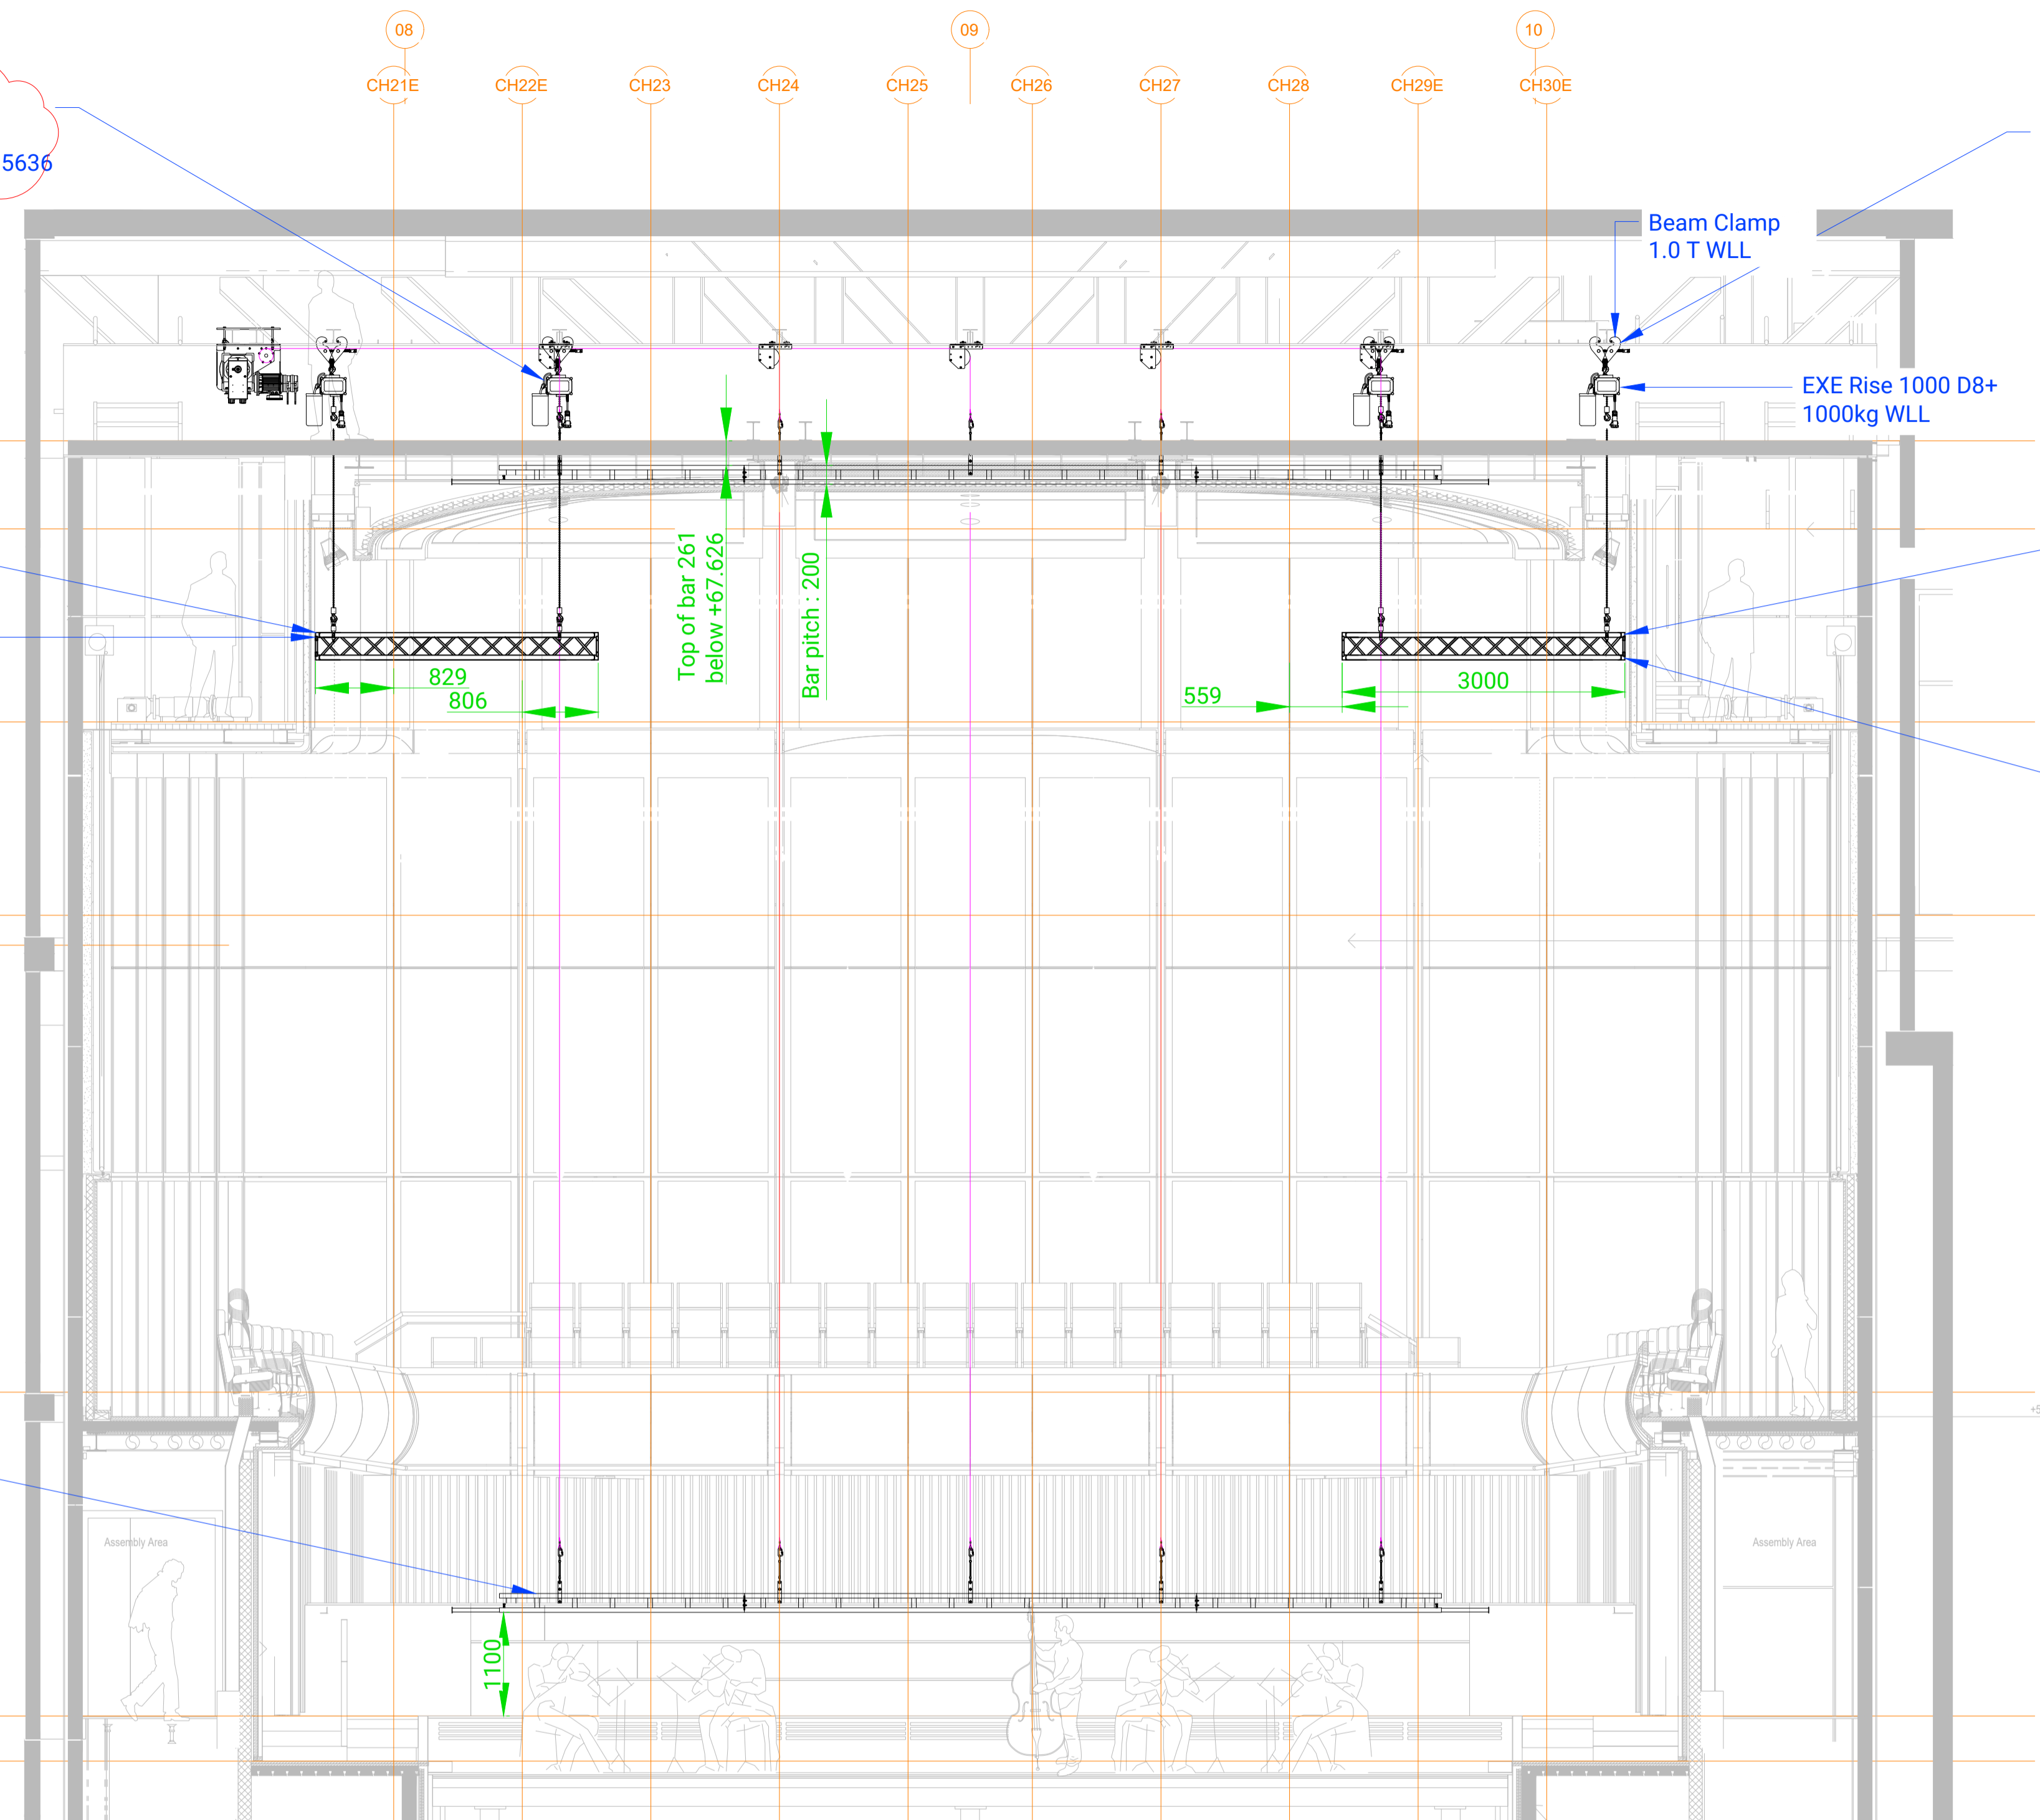 08
09
10
CH21E
CH22E
CH23
CH24
CH25
CH26
CH27
CH28
CH29E
CH30E
5636
Beam Clamp
1.0 T WLL
EXE Rise 1000 D8+
1000kg WLL
Top of bar 261
below +67.626
Bar pitch : 200
829
806
559
3000
Assembly Area
Assembly Area
1100